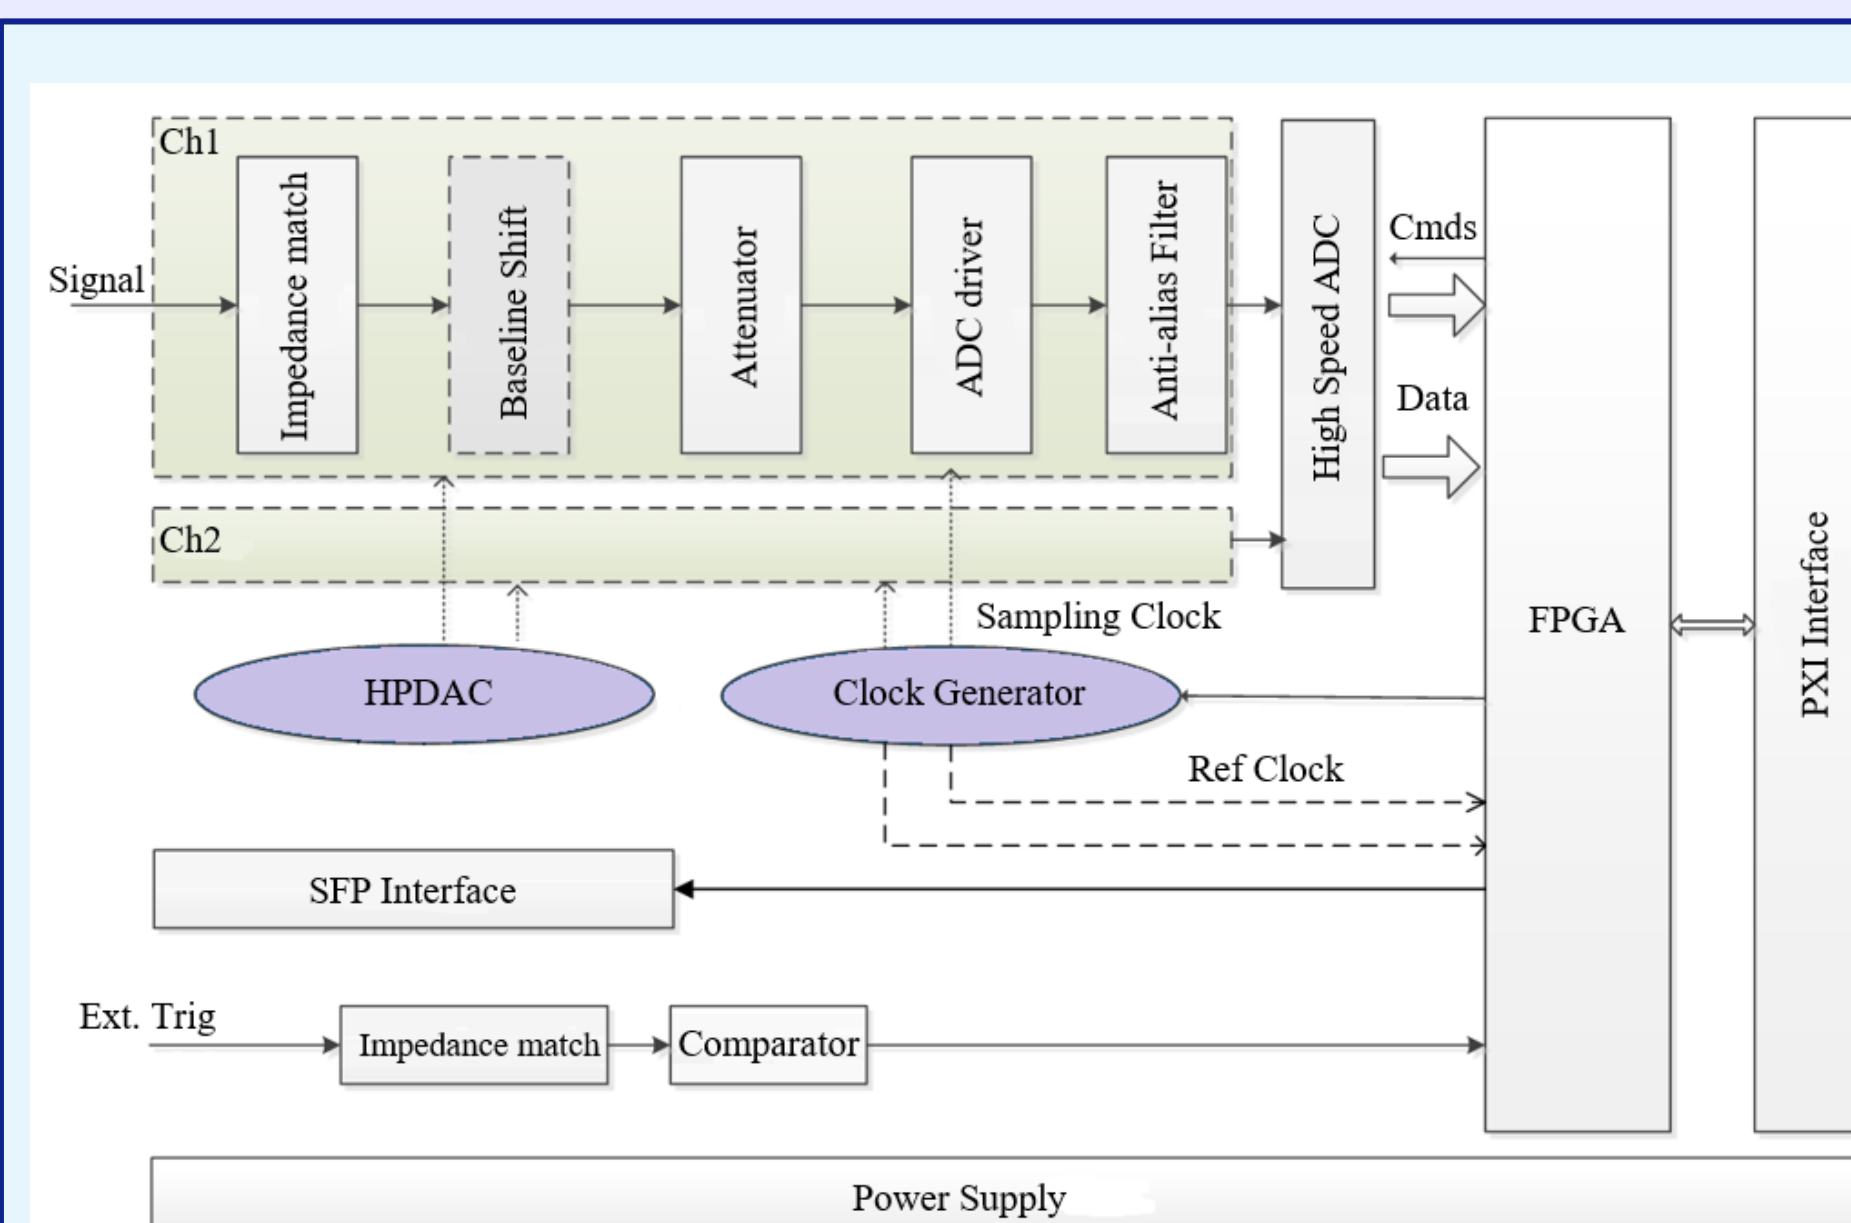 Ch1
Signal
Impedance match
Baseline Shift
Attenuator
ADC driver
Anti-alias Filter
High Speed ADC
Cmds
Data
Ch2
Sampling Clock
HPDAC
Clock Generator
FPGA
PXI Interface
Ref Clock
SFP Interface
Ext. Trig
Impedance match
Comparator
Power Supply